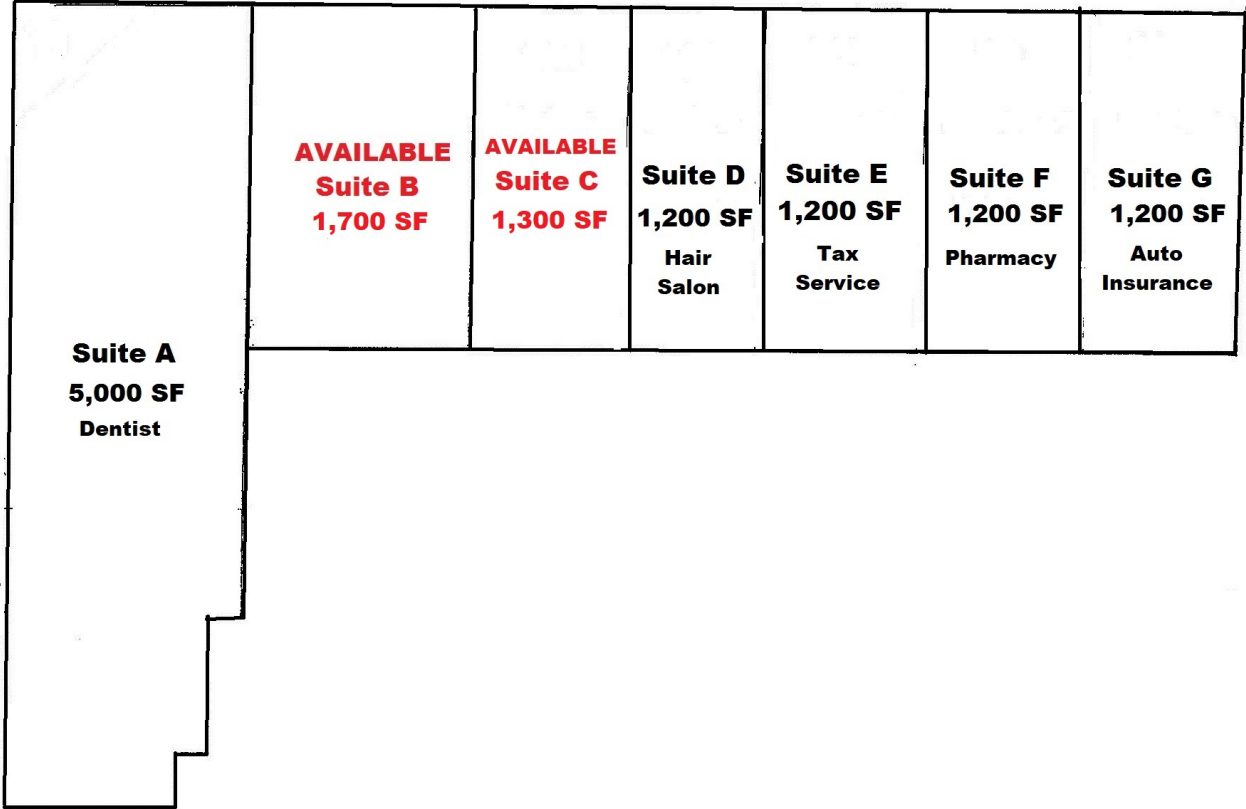 AVAILABLE
Suite B
1,700 SF
AVAILABLE
Suite C
1,300 SF
Suite D
1,200 SF
Hair
Salon
Suite E
1,200 SF
Tax
Service
Suite F
1,200 SF
Pharmacy
Suite G
1,200 SF
Auto
Insurance
Suite A
5,000 SF
Dentist